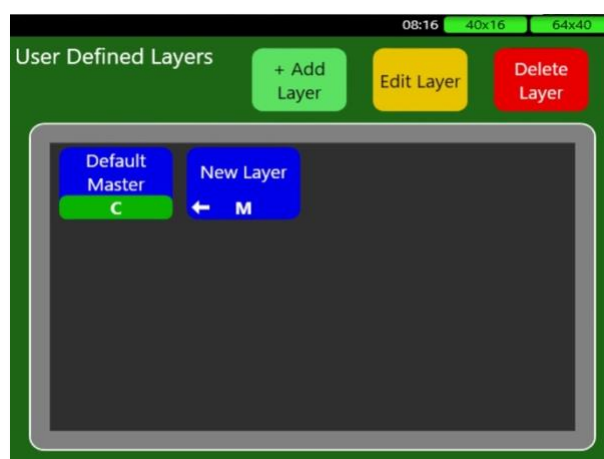 08:16 40x16 64x40
User Defined Layers
+ Add
Layer
Edit Layer
Delete
Layer
Default
Master
C
New Layer
← M